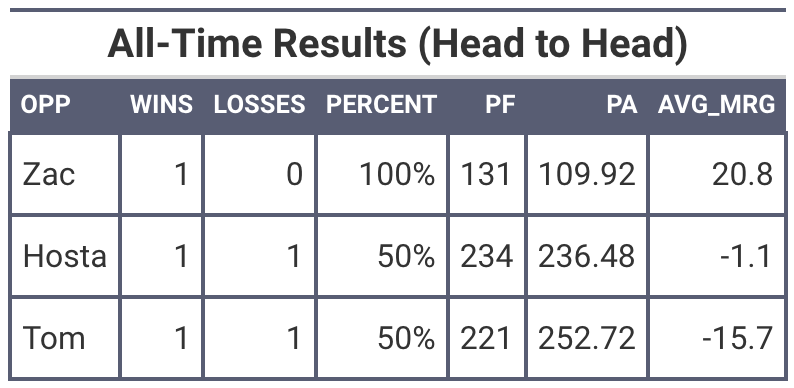 All-Time Results (Head to Head)
OPP WINS LOSSES PERCENT PF PA AVG_MRG
Zac 1 0 100% 131 109.92 20.8
Hosta 1 1 50% 234 236.48 -1.1
Tom 1 1 50% 221 252.72 -15.7